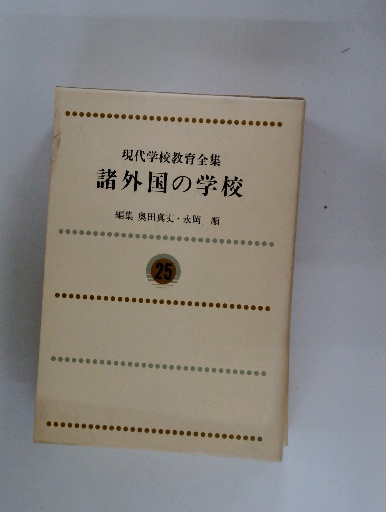 現代学校教育全集
諸外国の学校
編集 奥田真丈・永岡 順
25